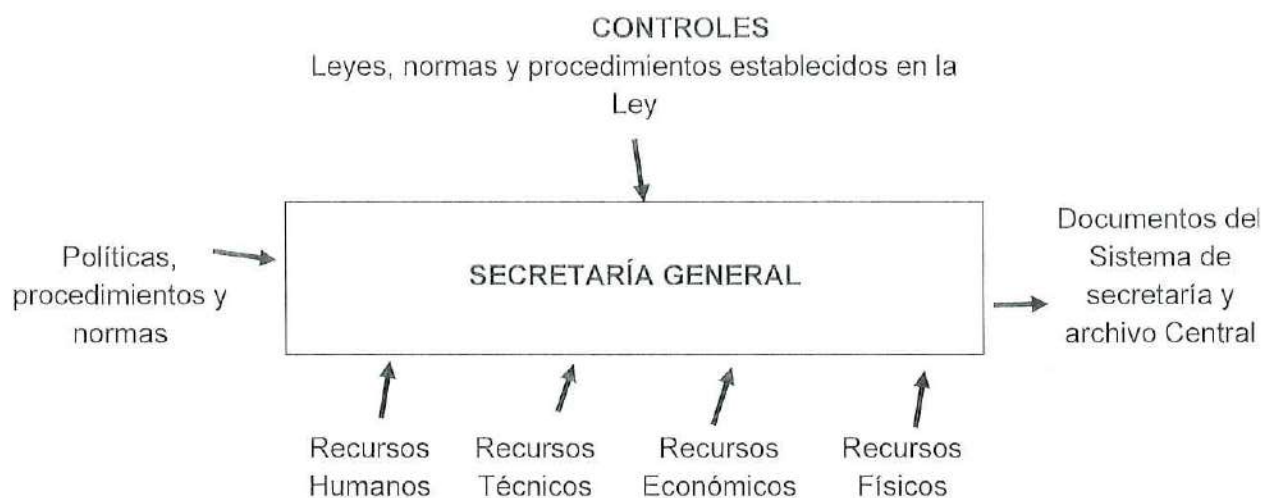 CONTROLES
Leyes, normas y procedimientos establecidos en la
Ley
Políticas,
procedimientos y
normas
SECRETARÍA GENERAL
Documentos del
Sistema de
secretaría y
archivo Central
Recursos
Humanos
Recursos
Técnicos
Recursos
Económicos
Recursos
Físicos